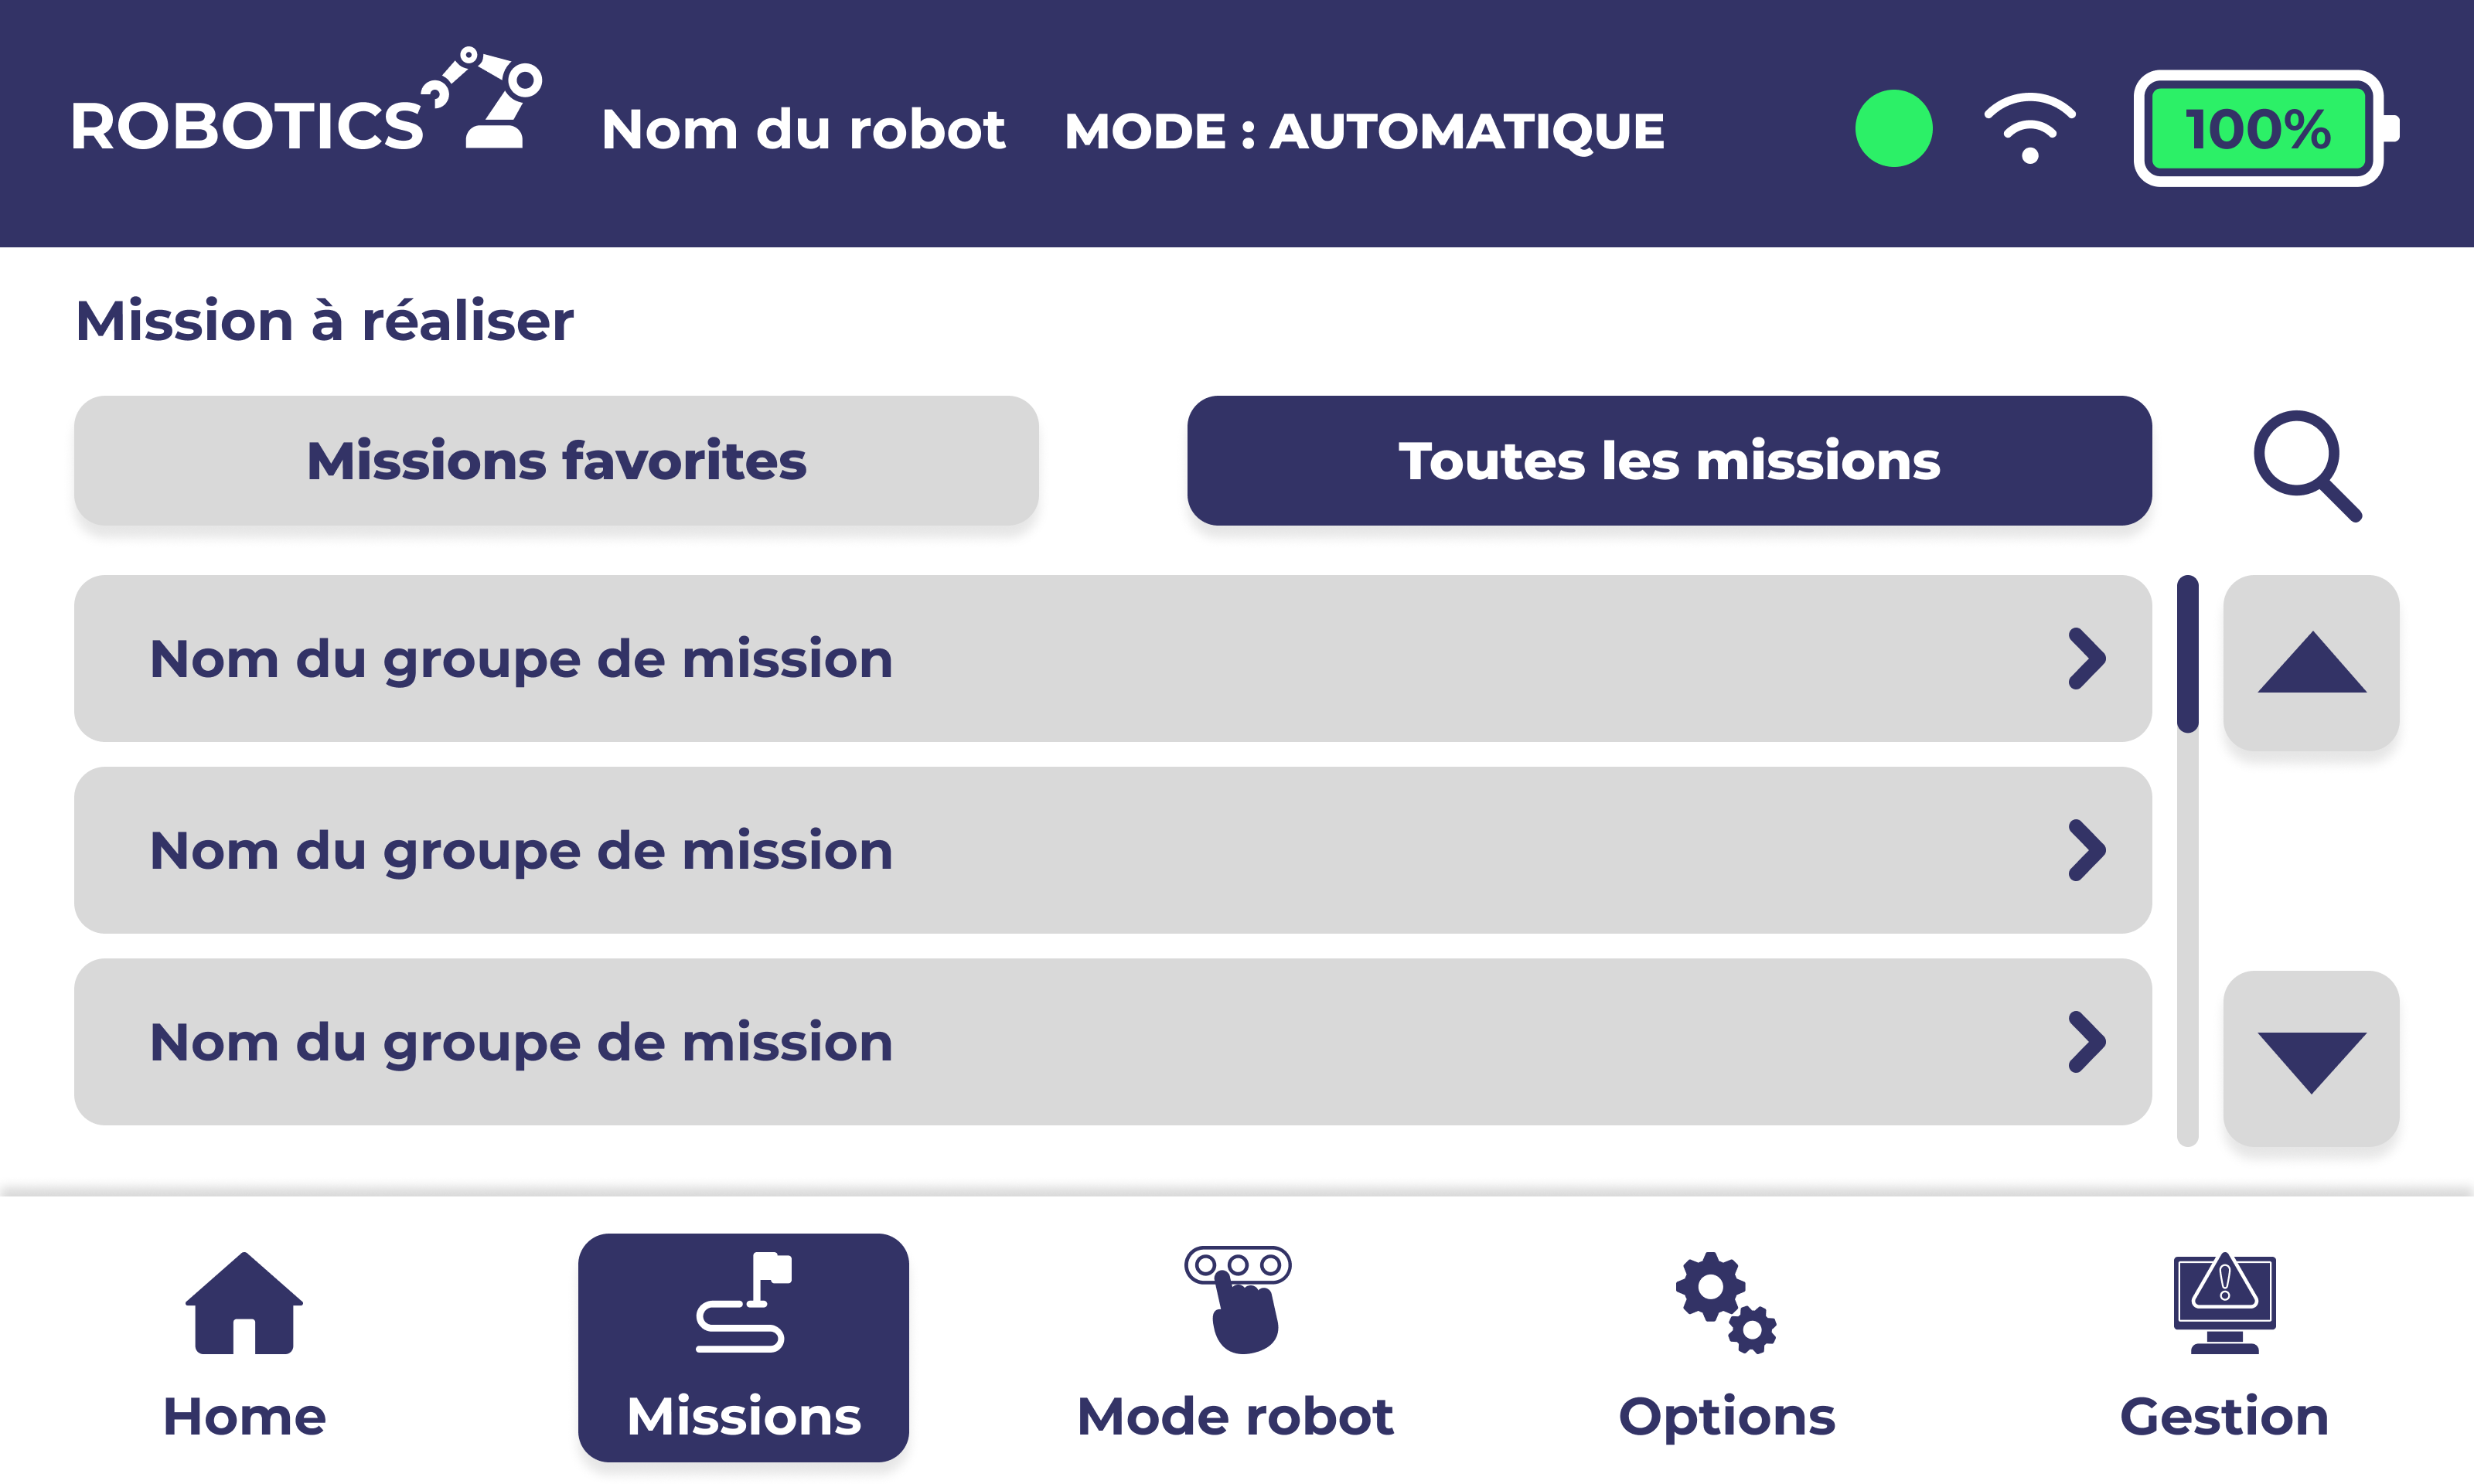 ROBOTICS
Nom du robot
MODE : AUTOMATIQUE
100%
Mission à réaliser
Missions favorites
Toutes les missions
Nom du groupe de mission
Nom du groupe de mission
Nom du groupe de mission
Home
Missions
Mode robot
Options
Gestion